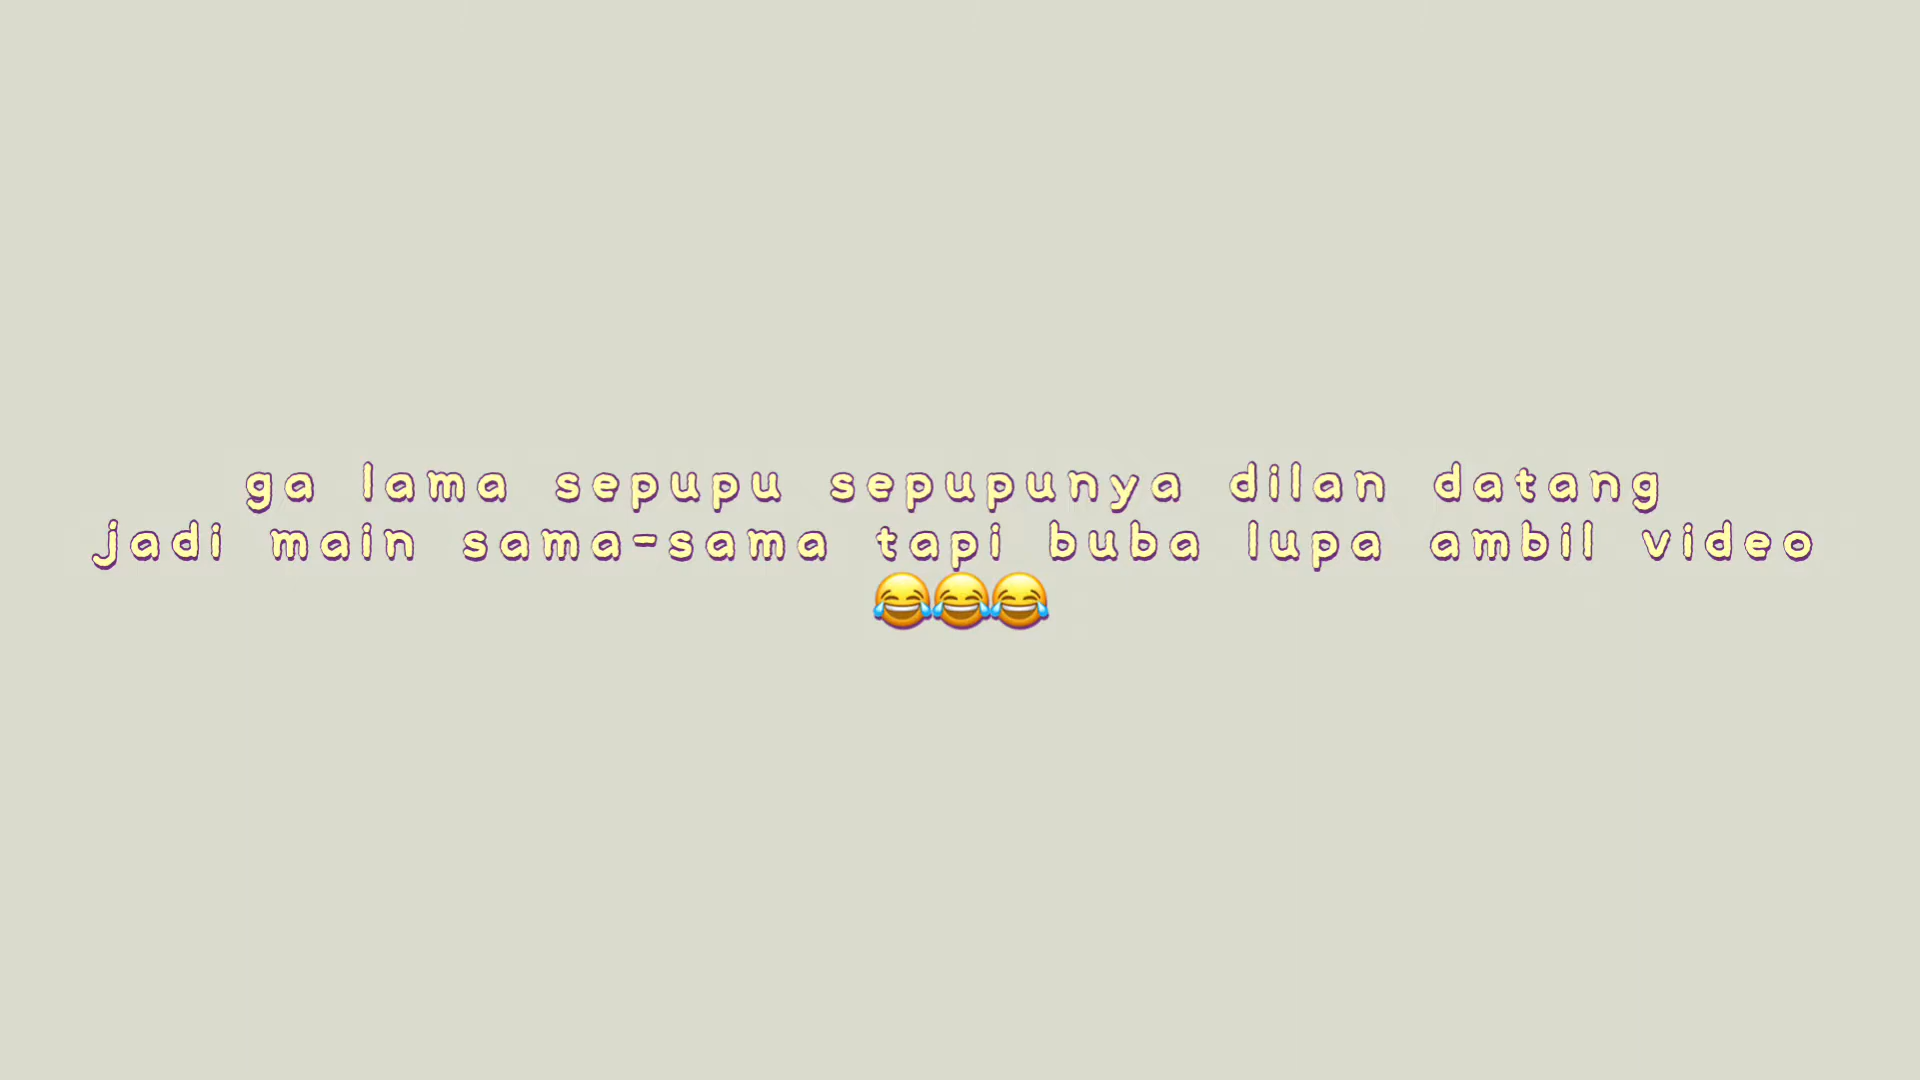 ga lama sepupu sepupunya dilan datang
jadi main sama-sama tapi buba lupa ambil video
😂😂😂